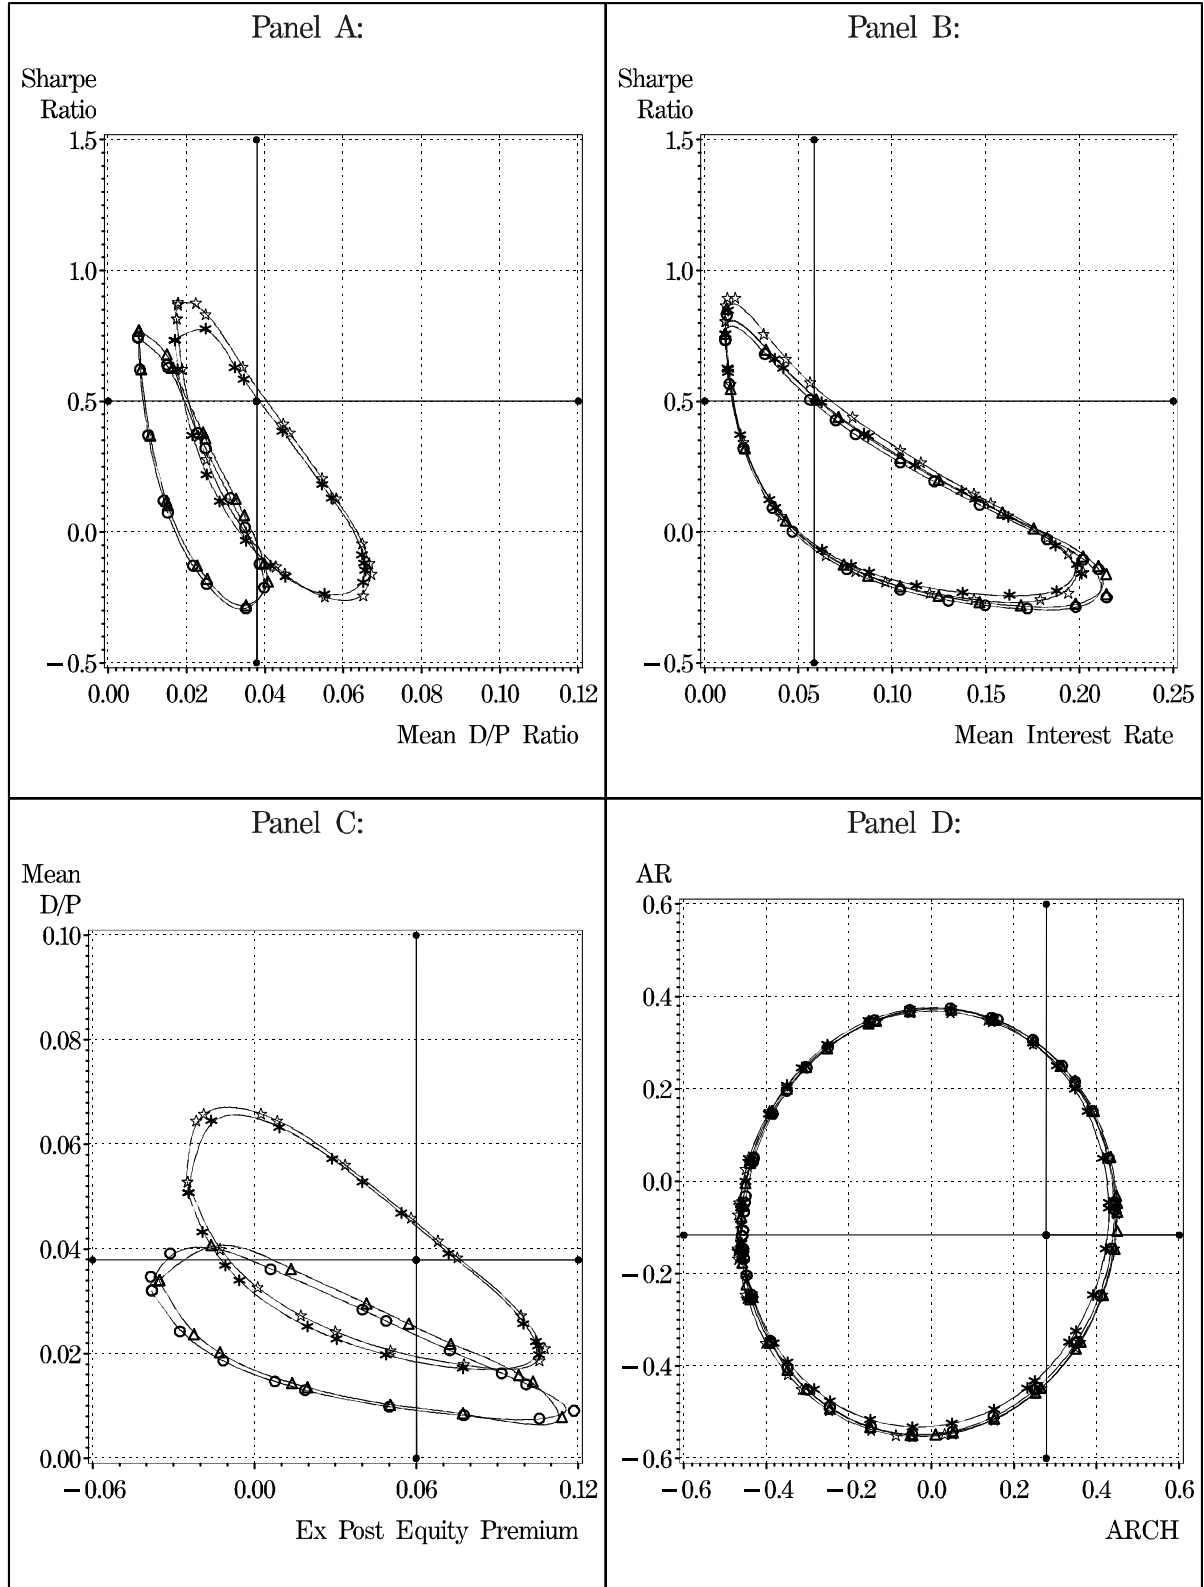 Panel A:
Sharpe
Ratio
1.5
1.0
0.5
0.0
−0.5
0.00 0.02 0.04 0.06 0.08 0.10 0.12
Mean D/P Ratio
Panel B:
Sharpe
Ratio
1.5
1.0
0.5
0.0
−0.5
0.00 0.05 0.10 0.15 0.20 0.25
Mean Interest Rate
Panel C:
Mean
D/P
0.10
0.08
0.06
0.04
0.02
0.00
−0.06 0.00 0.06 0.12
Ex Post Equity Premium
Panel D:
AR
0.6
0.4
0.2
0.0
−0.2
−0.4
−0.6
−0.6 −0.4 −0.2 0.0 0.2 0.4 0.6
ARCH